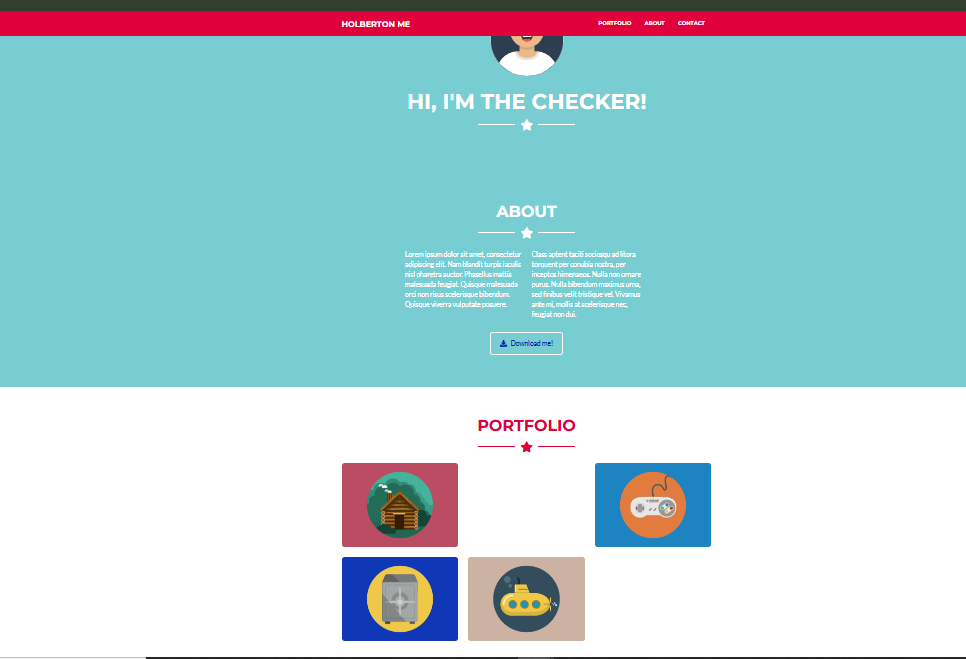 HOLBERTON ME
PORTFOLIO ABOUT CONTACT
HI, I'M THE CHECKER!
ABOUT
Lorem ipsum dolor sit amet, consectetur
adipiscing elit. Nam blandit turpis iaculis
nisl pharetra auctor. Phasellus mattis
malesuada feugiat. Quisque malesuada
orci non risus scelerisque bibendum.
Quisque viverra vulputate posuere.
Class aptent taciti sociosqu ad litora
torquent per conubia nostra, per
inceptos himenaeos. Nulla non ornare
purus. Nulla bibendum maximus urna,
sed finibus velit tristique vel. Vivamus
ante mi, mollis at scelerisque nec,
feugiat non dui.
Download me!
PORTFOLIO